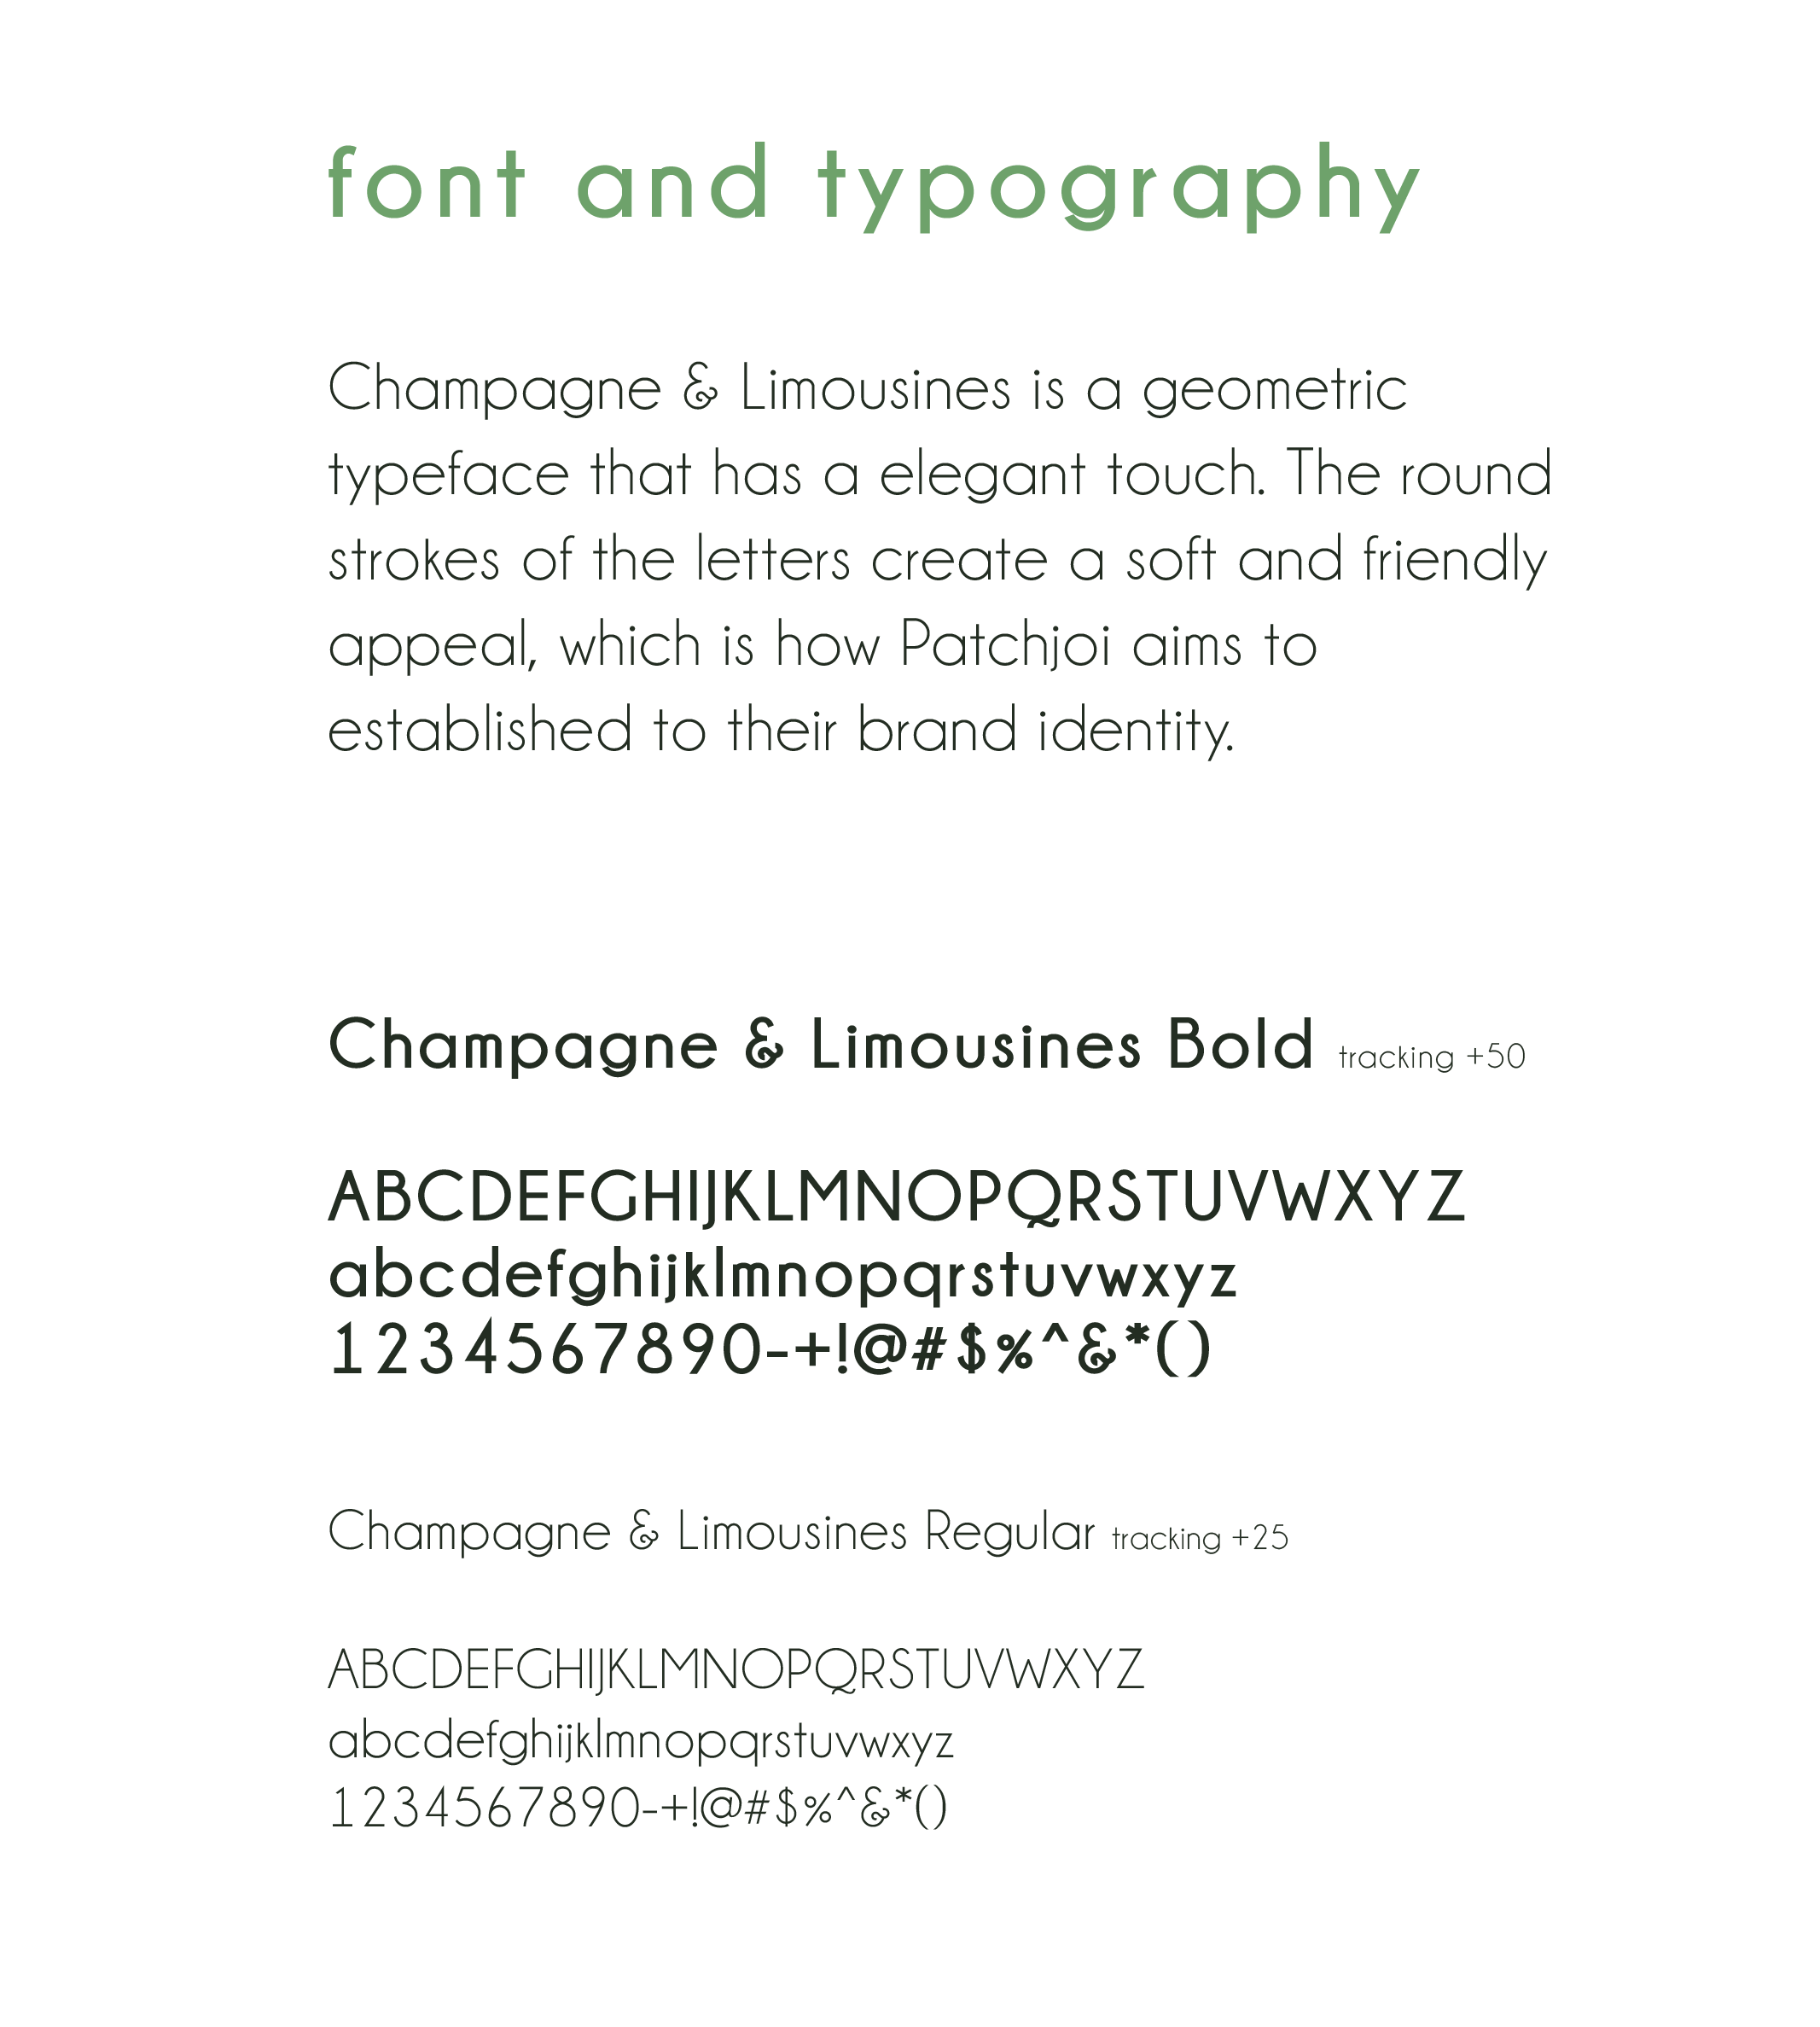 font and typography
Champagne & Limousines is a geometric
typeface that has a elegant touch. The round
strokes of the letters create a soft and friendly
appeal, which is how Patchjoi aims to
established to their brand identity.
Champagne & Limousines Bold tracking +50
ABCDEFGHIJKLMNOPQRSTUVWXYZ
abcdefghijklmnopqrstuvwxyz
1234567890-+!@#$%^&*()
Champagne & Limousines Regular tracking +25
ABCDEFGHIJKLMNOPQRSTUVWXYZ
abcdefghijklmnopqrstuvwxyz
1234567890-+!@#$%^&*()